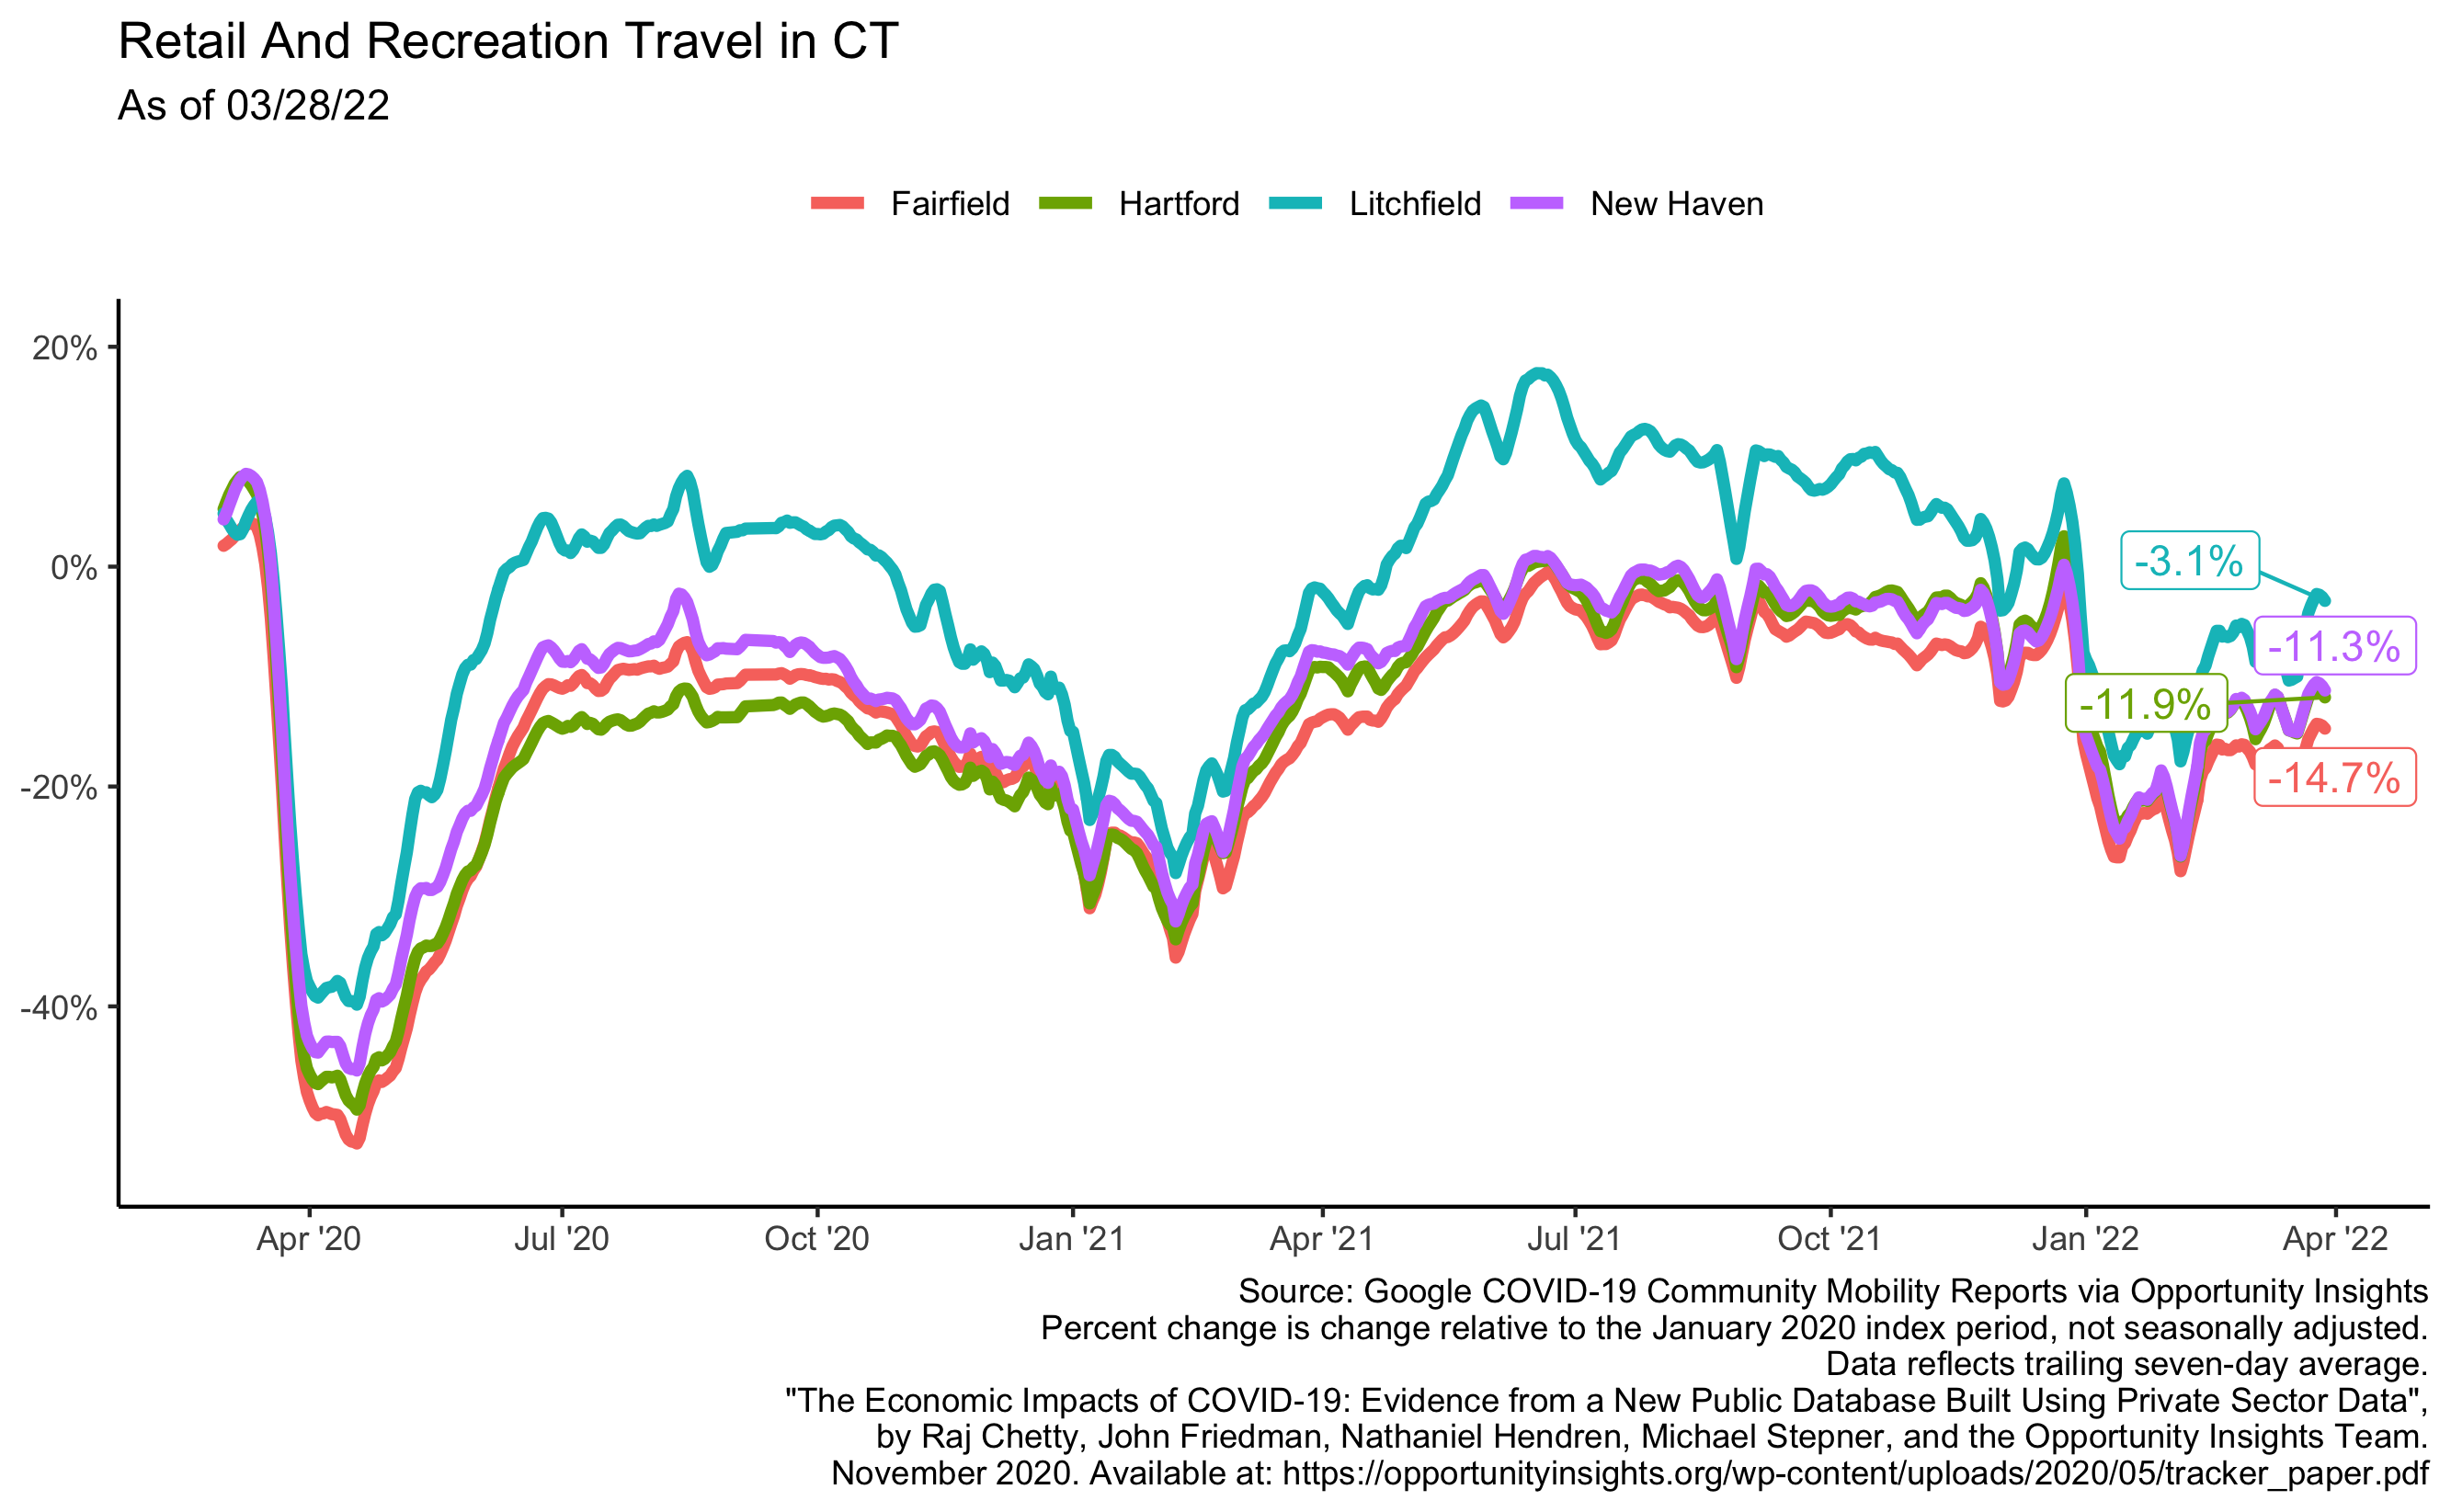 Retail And Recreation Travel in CT
As of 03/28/22
Fairfield Hartford Litchfield New Haven
20%
0%
-20%
-40%
-3.1%
-11.3%
-11.9%
-14.7%
Apr '20 Jul '20 Oct '20 Jan '21 Apr '21 Jul '21 Oct '21 Jan '22 Apr '22
Source: Google COVID-19 Community Mobility Reports via Opportunity Insights
Percent change is change relative to the January 2020 index period, not seasonally adjusted.
Data reflects trailing seven-day average.
"The Economic Impacts of COVID-19: Evidence from a New Public Database Built Using Private Sector Data",
by Raj Chetty, John Friedman, Nathaniel Hendren, Michael Stepner, and the Opportunity Insights Team.
November 2020. Available at: https://opportunityinsights.org/wp-content/uploads/2020/05/tracker_paper.pdf